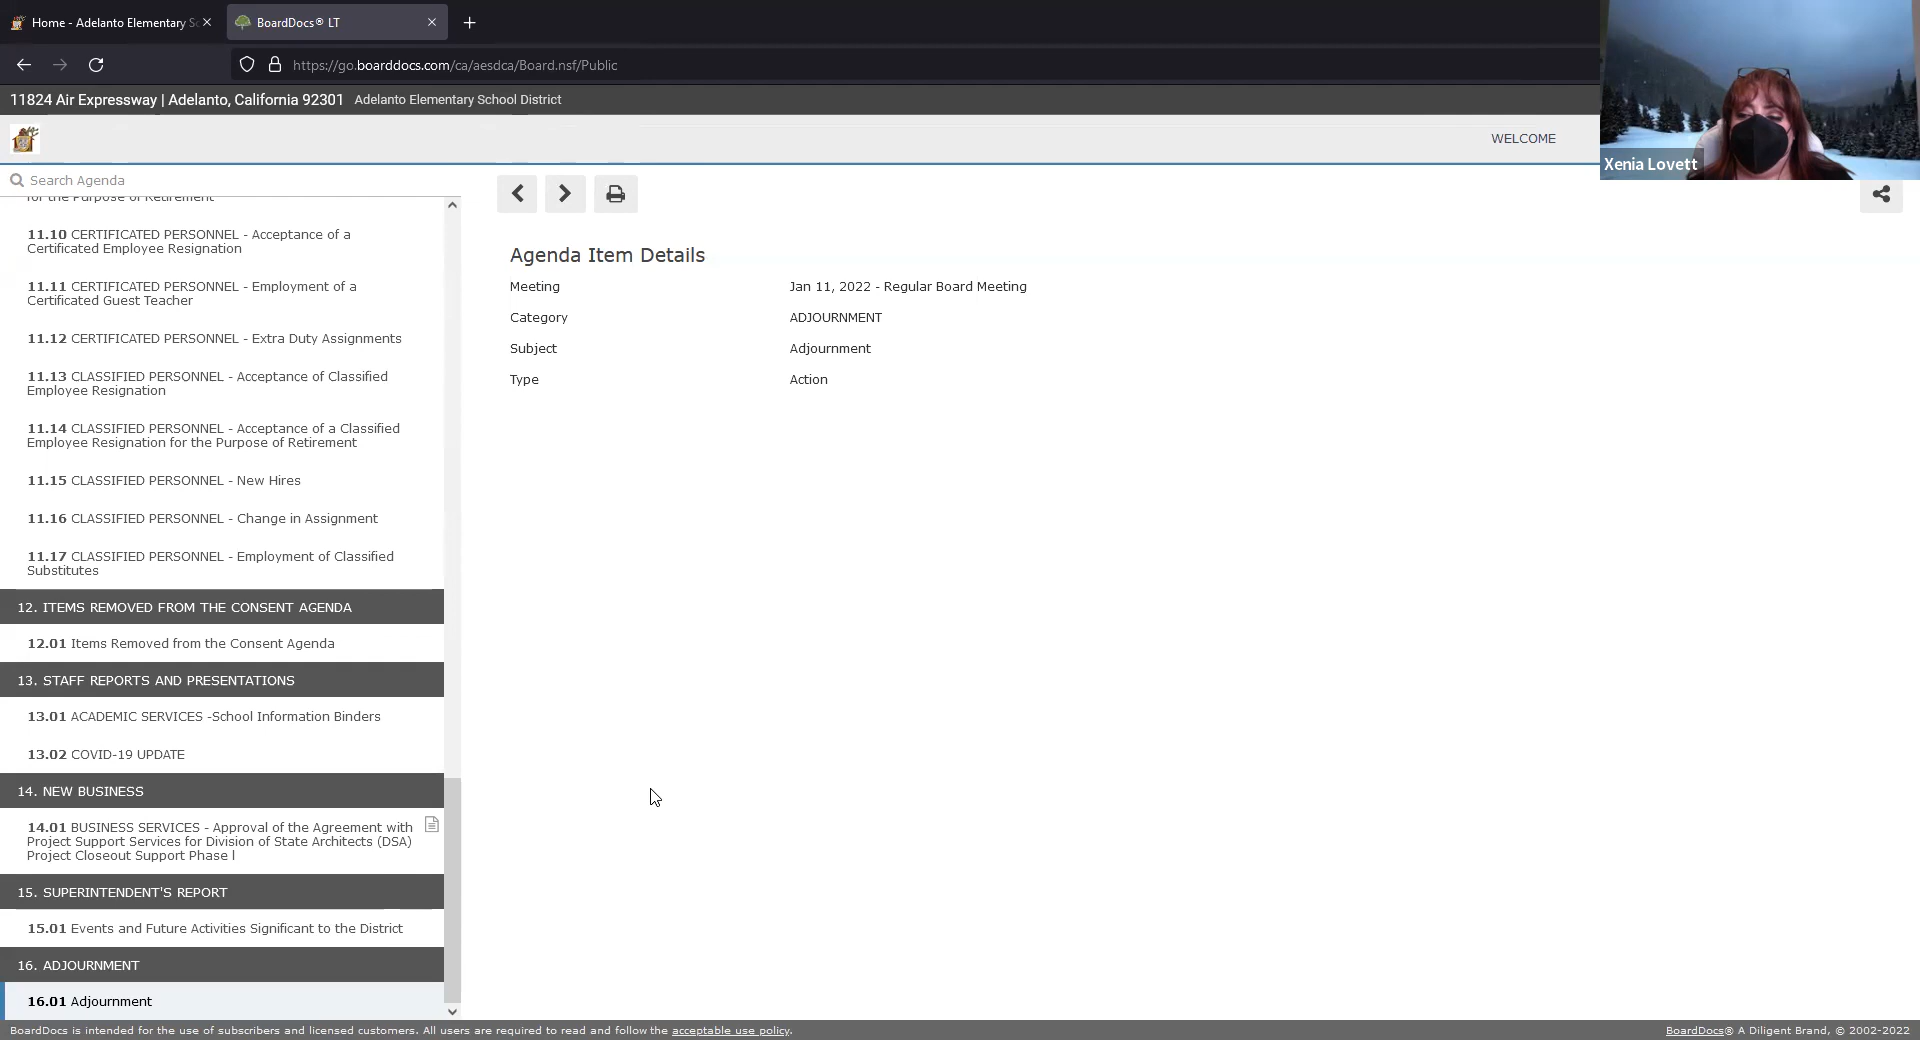 Home - Adelanto Elementary Sc
BoardDocs® LT
https://go.boarddocs.com/ca/aesdca/Board.nsf/Public
11824 Air Expressway | Adelanto, California 92301 Adelanto Elementary School District
WELCOME
Xenia Lovett
Search Agenda
for the Purpose of Retirement
11.10 CERTIFICATED PERSONNEL - Acceptance of a
Certificated Employee Resignation
11.11 CERTIFICATED PERSONNEL - Employment of a
Certificated Guest Teacher
11.12 CERTIFICATED PERSONNEL - Extra Duty Assignments
11.13 CLASSIFIED PERSONNEL - Acceptance of Classified
Employee Resignation
11.14 CLASSIFIED PERSONNEL - Acceptance of a Classified
Employee Resignation for the Purpose of Retirement
11.15 CLASSIFIED PERSONNEL - New Hires
11.16 CLASSIFIED PERSONNEL - Change in Assignment
11.17 CLASSIFIED PERSONNEL - Employment of Classified
Substitutes
12. ITEMS REMOVED FROM THE CONSENT AGENDA
12.01 Items Removed from the Consent Agenda
13. STAFF REPORTS AND PRESENTATIONS
13.01 ACADEMIC SERVICES -School Information Binders
13.02 COVID-19 UPDATE
14. NEW BUSINESS
14.01 BUSINESS SERVICES - Approval of the Agreement with
Project Support Services for Division of State Architects (DSA)
Project Closeout Support Phase l
15. SUPERINTENDENT'S REPORT
15.01 Events and Future Activities Significant to the District
16. ADJOURNMENT
16.01 Adjournment
Agenda Item Details
Meeting Jan 11, 2022 - Regular Board Meeting
Category ADJOURNMENT
Subject Adjournment
Type Action
BoardDocs is intended for the use of subscribers and licensed customers. All users are required to read and follow the acceptable use policy.
BoardDocs® A Diligent Brand, © 2002-2022